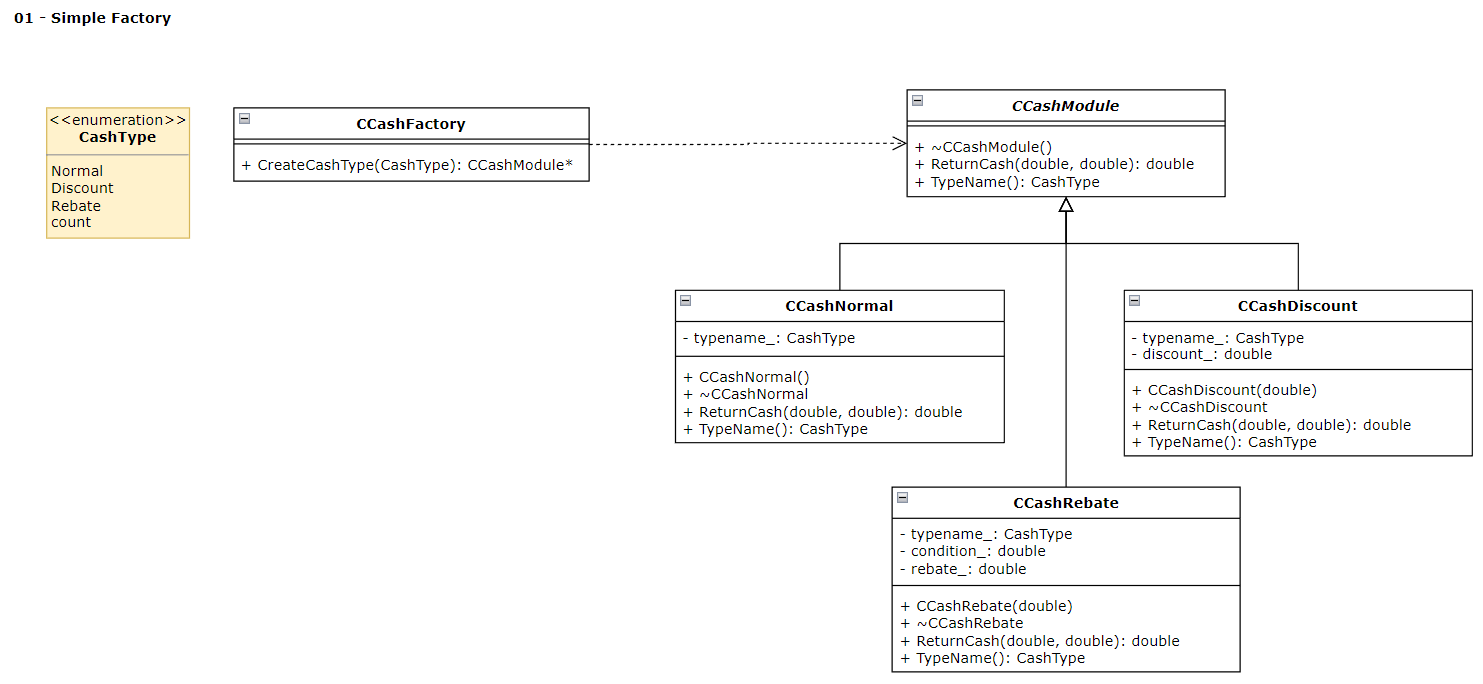 01 - Simple Factory
<<enumeration>>
CashType
Normal
Discount
Rebate
count
CCashFactory
+ CreateCashType(CashType): CCashModule*
CCashModule
+ ~CCashModule()
+ ReturnCash(double, double): double
+ TypeName(): CashType
CCashNormal
- typename_: CashType
+ CCashNormal()
+ ~CCashNormal
+ ReturnCash(double, double): double
+ TypeName(): CashType
CCashDiscount
- typename_: CashType
- discount_: double
+ CCashDiscount(double)
+ ~CCashDiscount
+ ReturnCash(double, double): double
+ TypeName(): CashType
CCashRebate
- typename_: CashType
- condition_: double
- rebate_: double
+ CCashRebate(double)
+ ~CCashRebate
+ ReturnCash(double, double): double
+ TypeName(): CashType